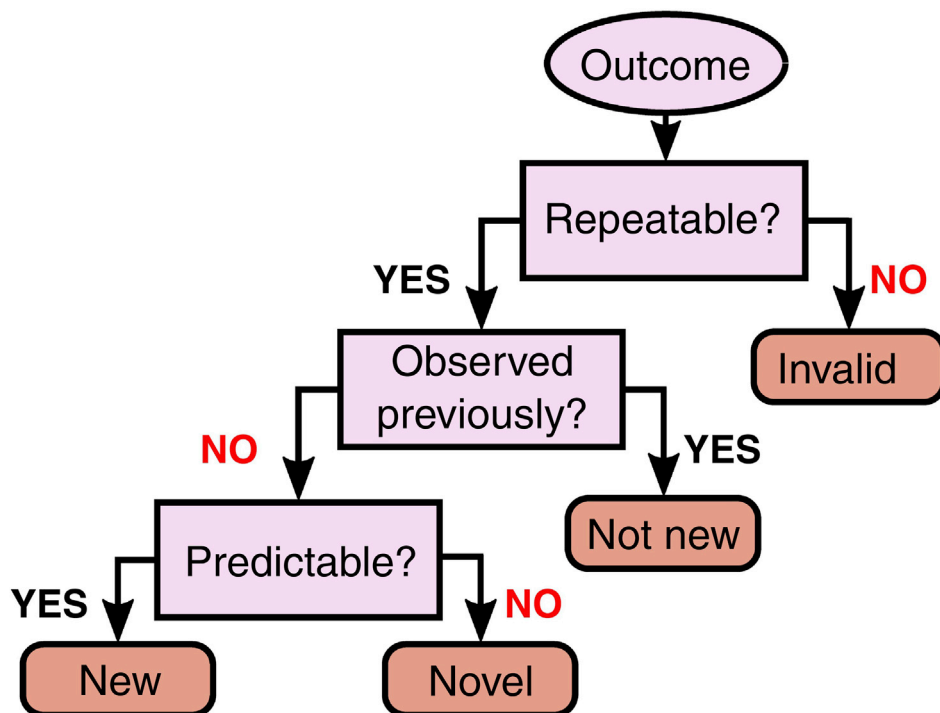 Outcome
Repeatable?
YES
NO
Observed
previously?
Invalid
NO
YES
Predictable?
Not new
YES
NO
New
Novel